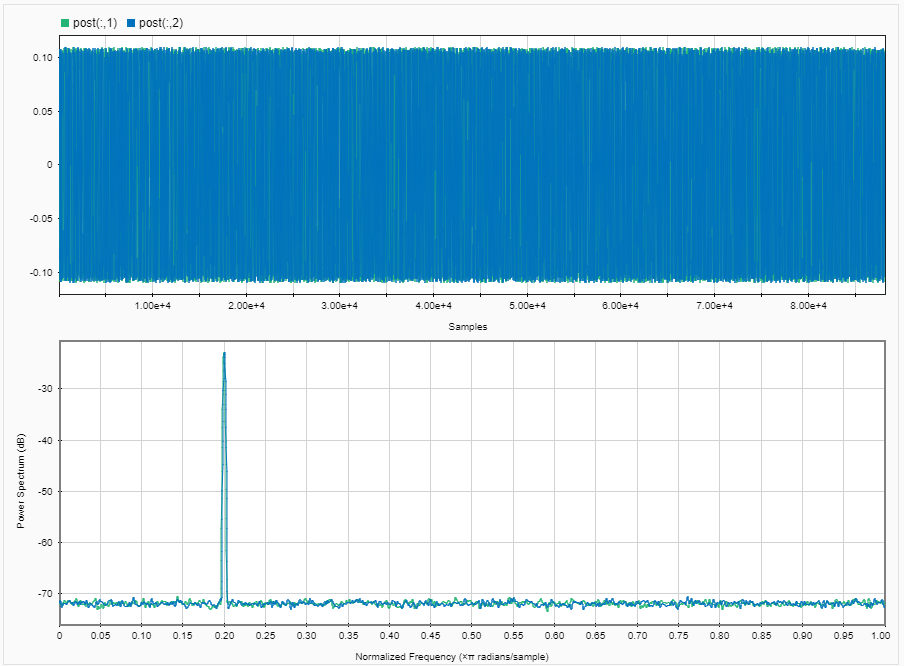 post(:,1) post(:,2)
0.10
0.05
0
-0.05
-0.10
1.00e+4 2.00e+4 3.00e+4 4.00e+4 5.00e+4 6.00e+4 7.00e+4 8.00e+4
Samples
Power Spectrum (dB)
-30
-40
-50
-60
-70
0 0.05 0.10 0.15 0.20 0.25 0.30 0.35 0.40 0.45 0.50 0.55 0.60 0.65 0.70 0.75 0.80 0.85 0.90 0.95 1.00
Normalized Frequency (×π radians/sample)